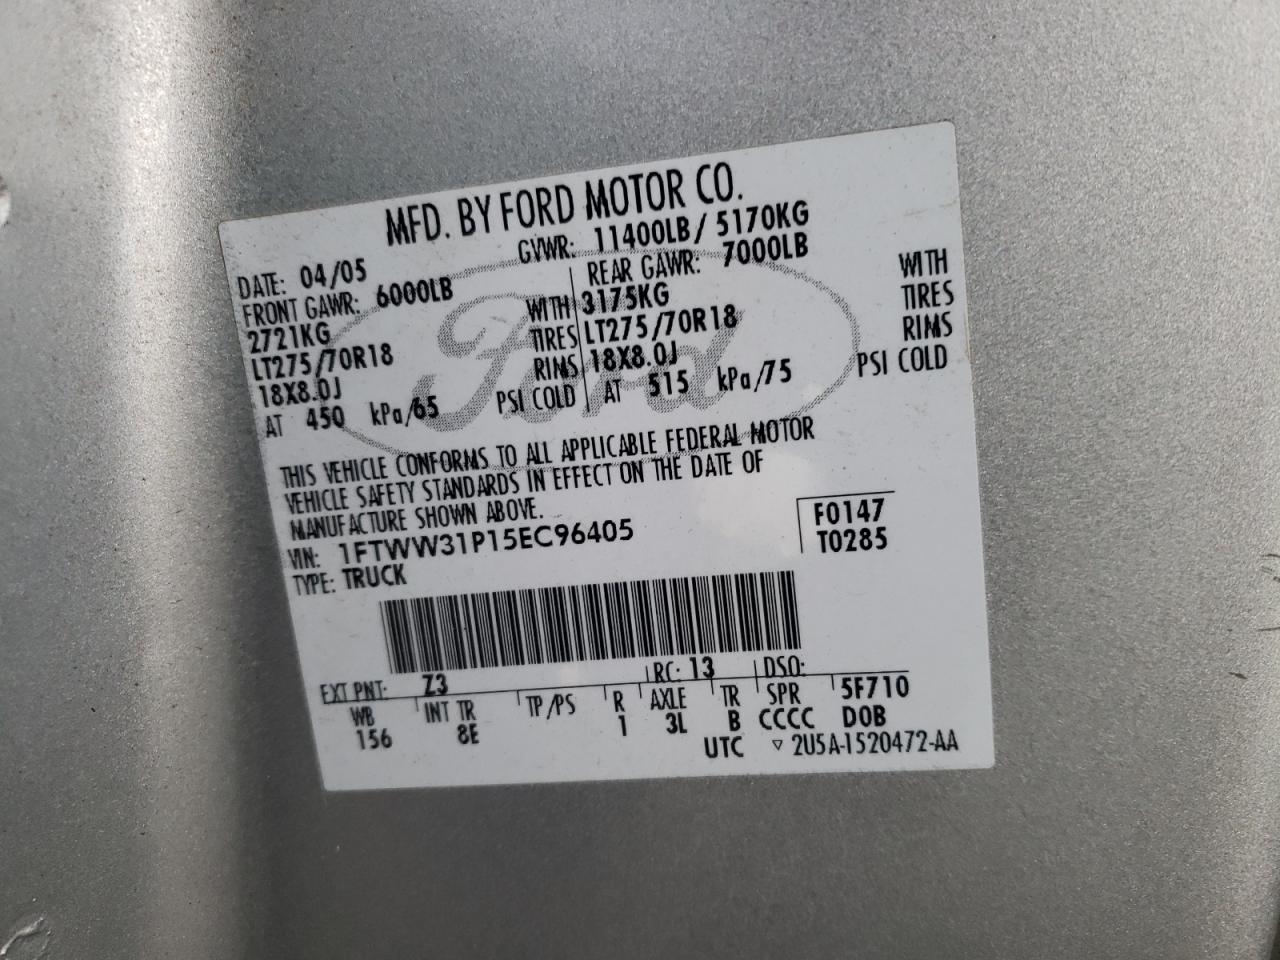 MFD. BY FORD MOTOR CO.
DATE: 04/05 GVWR: 11400LB/ 5170KG
FRONT GAWR: 6000LB REAR GAWR: 7000LB
2721KG WITH 3175KG WITH
LT275/70R18 TIRES LT275/70R18 TIRES
18X8.0J RIMS 18X8.0J RIMS
AT 450 kPa/65 PSI COLD AT 515 kPa/75 PSI COLD
Ford
THIS VEHICLE CONFORMS TO ALL APPLICABLE FEDERAL MOTOR
VEHICLE SAFETY STANDARDS IN EFFECT ON THE DATE OF
MANUFACTURE SHOWN ABOVE.
VIN: 1FTWW31P15EC96405 F0147
TYPE: TRUCK T0285
EXT PNT: Z3 RC: 13 DSO:
WB INT TR TP/PS R AXLE TR SPR 5F710
156 8E 1 3L B CCCC D0B
UTC ▽ 2U5A-1520472-AA